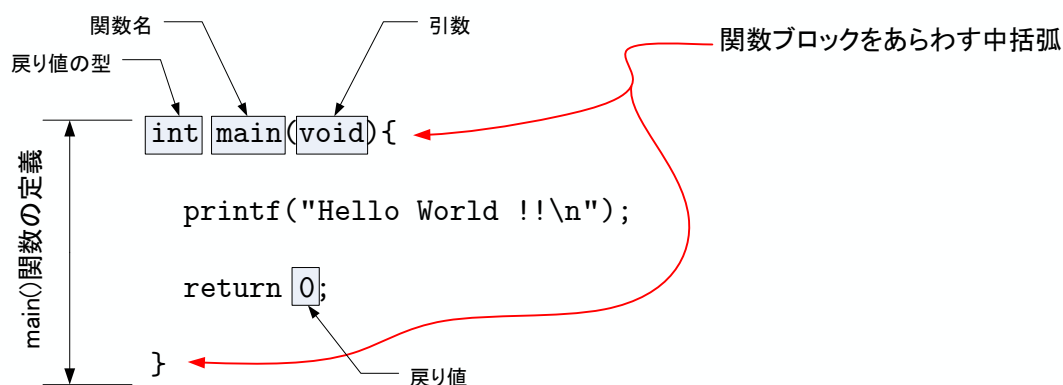 関数名
引数
関数ブロックをあらわす中括弧
戻り値の型
int main(void){
main()関数の定義
printf("Hello World !!\n");
return 0;
}
戻り値